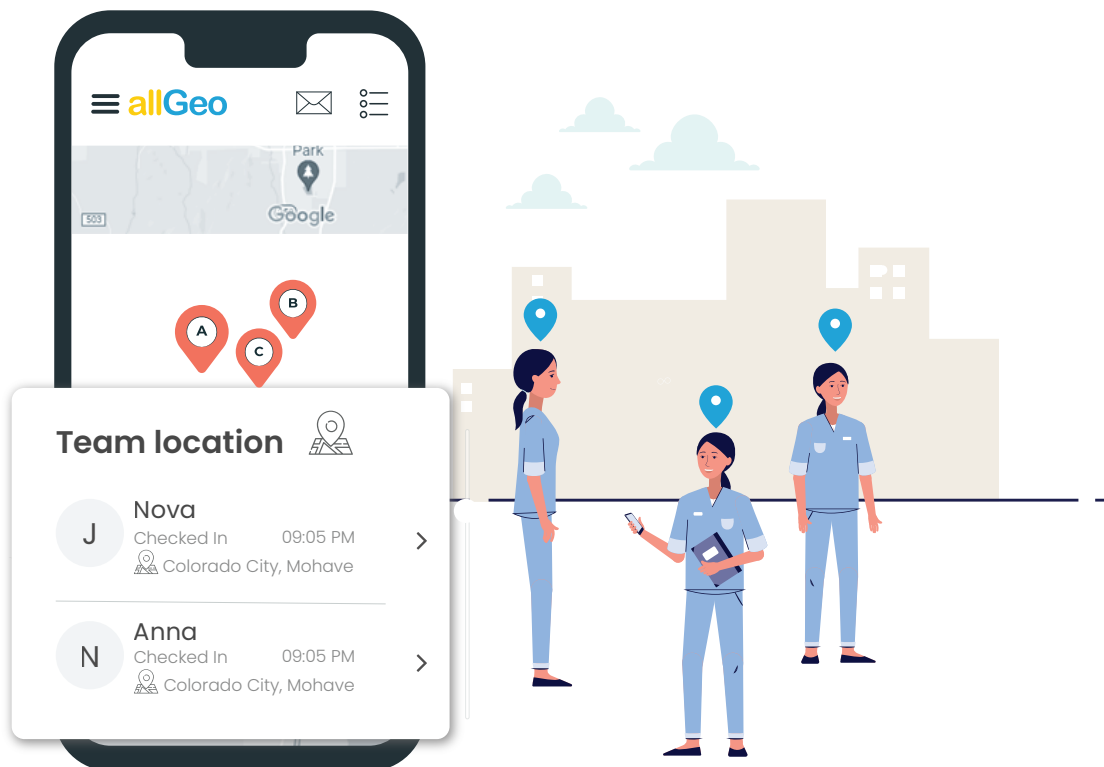 allGeo
Park
503
Google
B
A
C
Team location
J
Nova
Checked In 09:05 PM
Colorado City, Mohave
N
Anna
Checked In 09:05 PM
Colorado City, Mohave